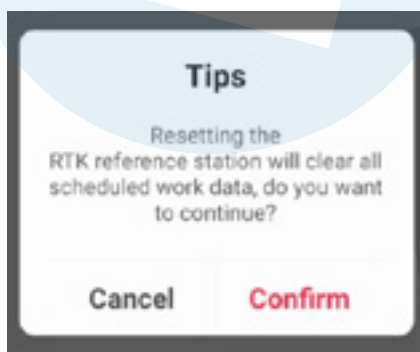 Tips
Resetting the
RTK reference station will clear all
scheduled work data, do you want
to continue?
Cancel
Confirm